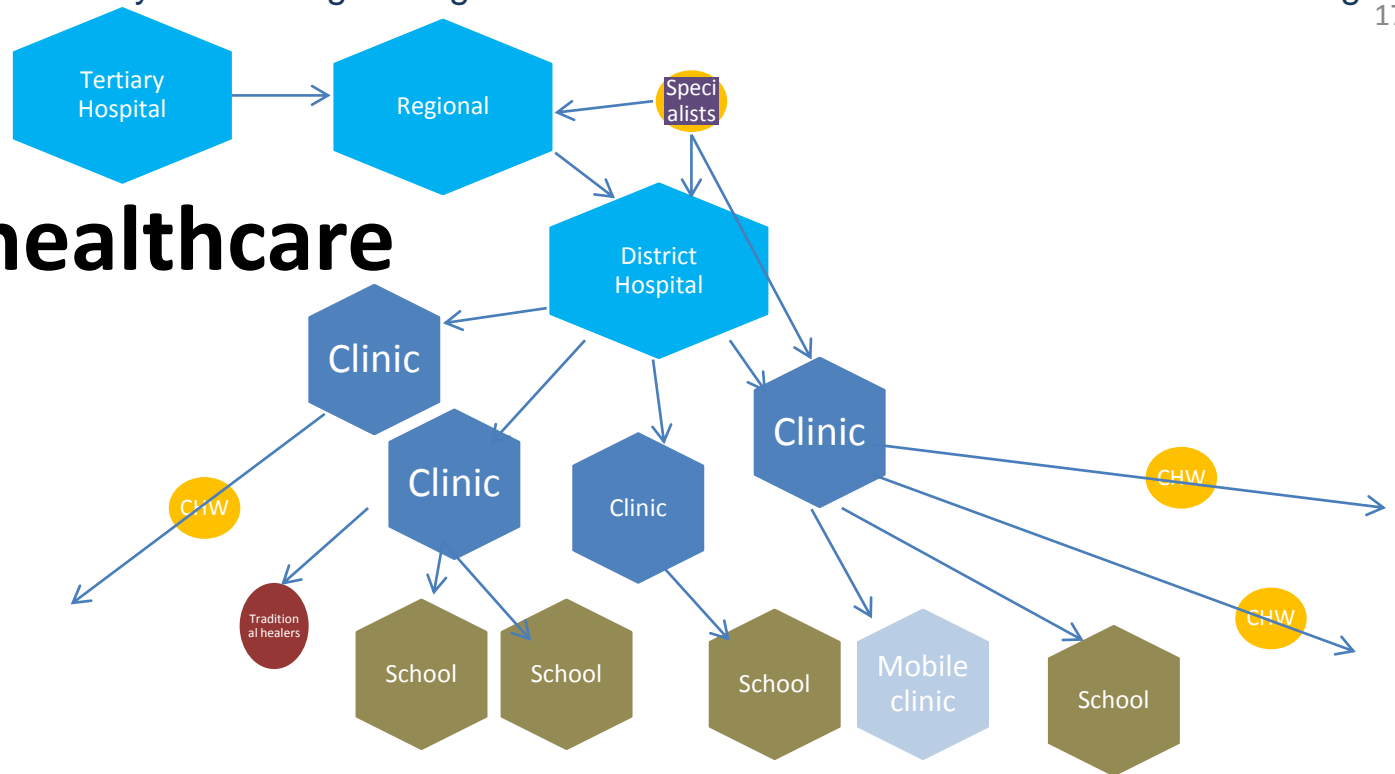 17
Tertiary
Hospital
Regional
Speci
alists
healthcare
District
Hospital
Clinic
Clinic
Clinic
Clinic
CHW
CHW
CHW
Tradition
al healers
School
School
School
Mobile
clinic
School